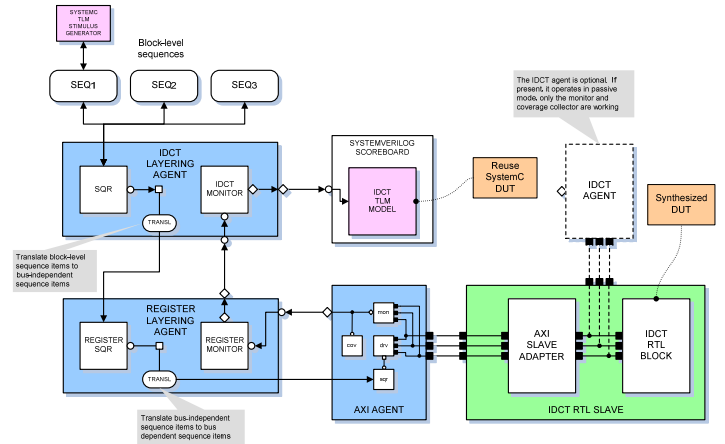 SYSTEMC
TLM
STIMULUS
GENERATOR
Block-level
sequences
SEQ1
SEQ2
SEQ3
The IDCT agent is optional. If
present, it operates in passive
mode, only the monitor and
coverage collector are working
IDCT
LAYERING
AGENT
SQR
IDCT
MONITOR
TRANSL
SYSTEMVERILOG
SCOREBOARD
IDCT
TLM
MODEL
Reuse
SystemC
DUT
IDCT
AGENT
Synthesized
DUT
Translate block-level
sequence items to
bus-independent
sequence items
REGISTER
LAYERING
AGENT
REGISTER
SQR
REGISTER
MONITOR
TRANSL
mon
cov
drv
sqr
AXI AGENT
AXI
SLAVE
ADAPTER
IDCT
RTL
BLOCK
IDCT RTL SLAVE
Translate bus-independent
sequence items to bus
dependent sequence items